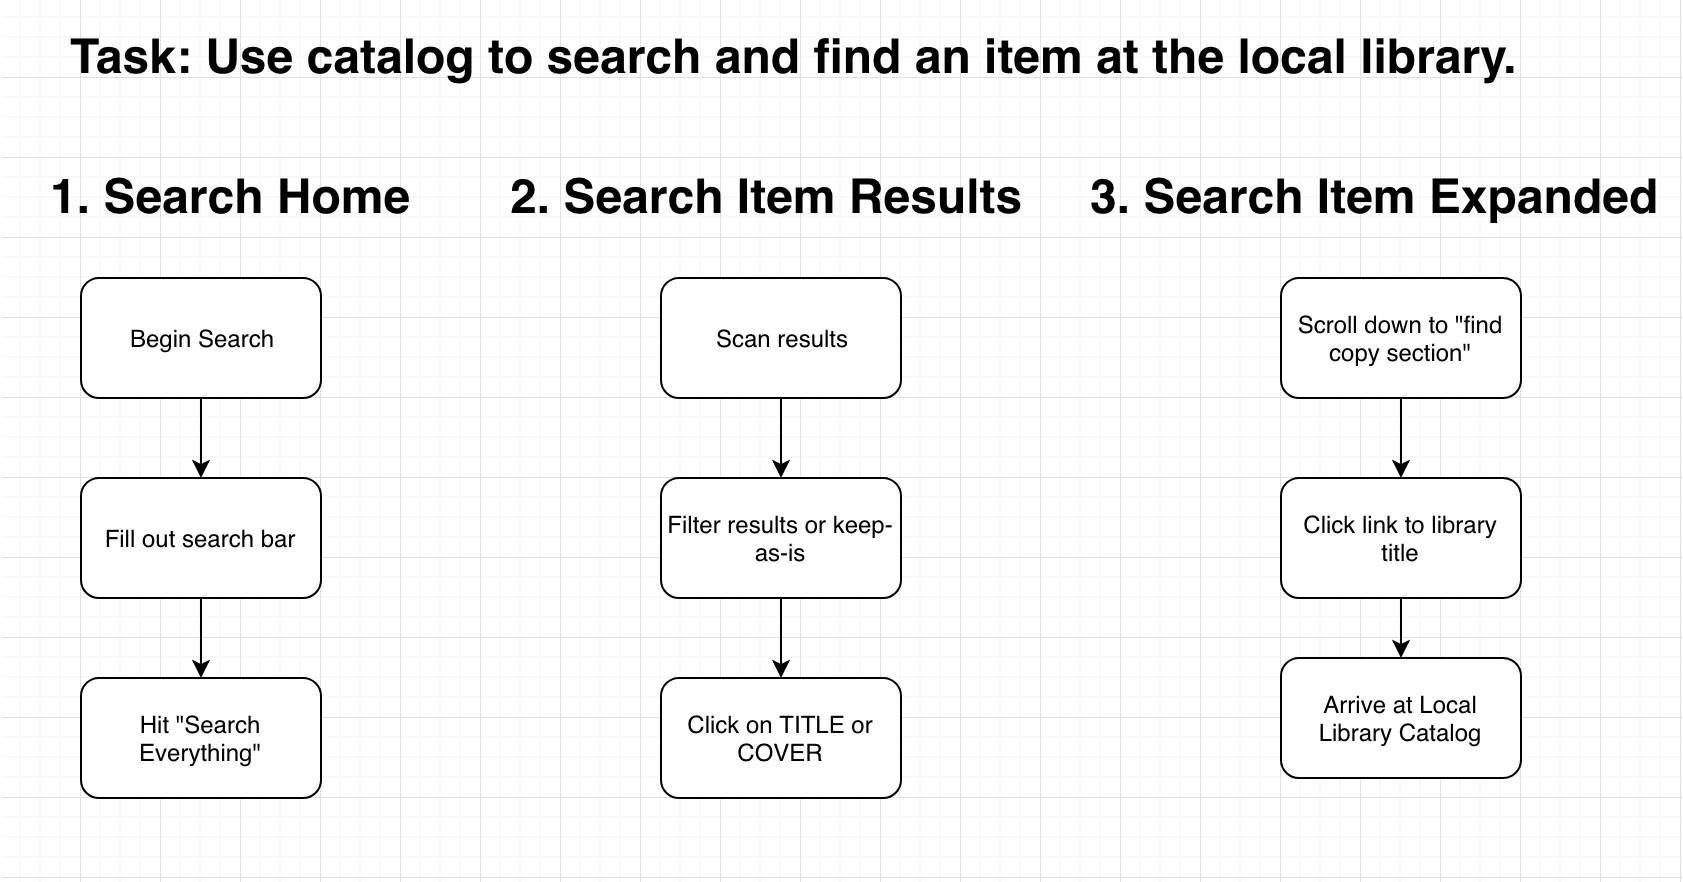 Task: Use catalog to search and find an item at the local library.
1. Search Home
Begin Search
Fill out search bar
Hit "Search
Everything"
2. Search Item Results
Scan results
Filter results or keep-
as-is
Click on TITLE or
COVER
3. Search Item Expanded
Scroll down to "find
copy section"
Click link to library
title
Arrive at Local
Library Catalog